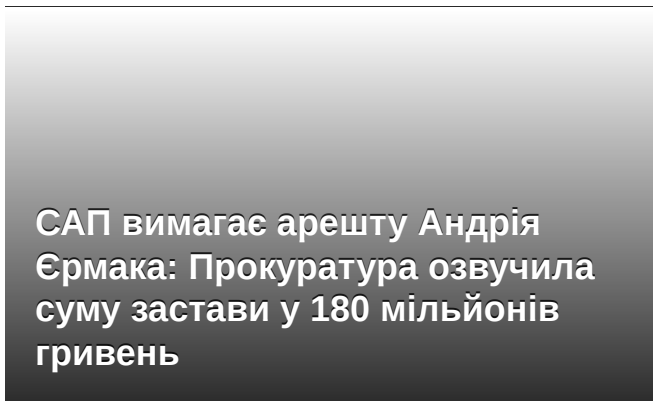 САП вимагає арешту Андрія
Єрмака: Прокуратура озвучила
суму застави у 180 мільйонів
гривень